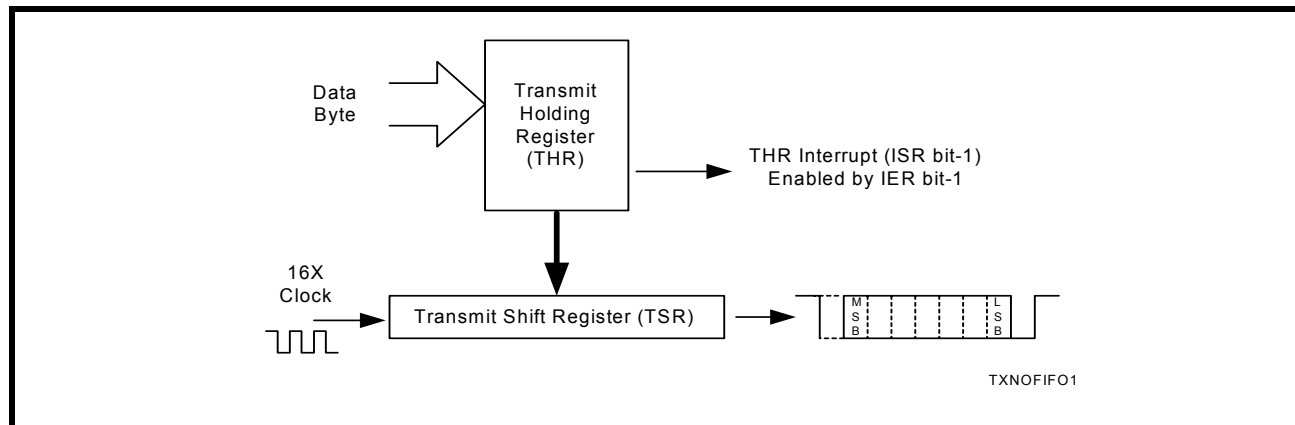 Data
Byte
Transmit
Holding
Register
(THR)
THR Interrupt (ISR bit-1)
Enabled by IER bit-1
16X
Clock
Transmit Shift Register (TSR)
M
S
B
L
S
B
TXNOFIFO1